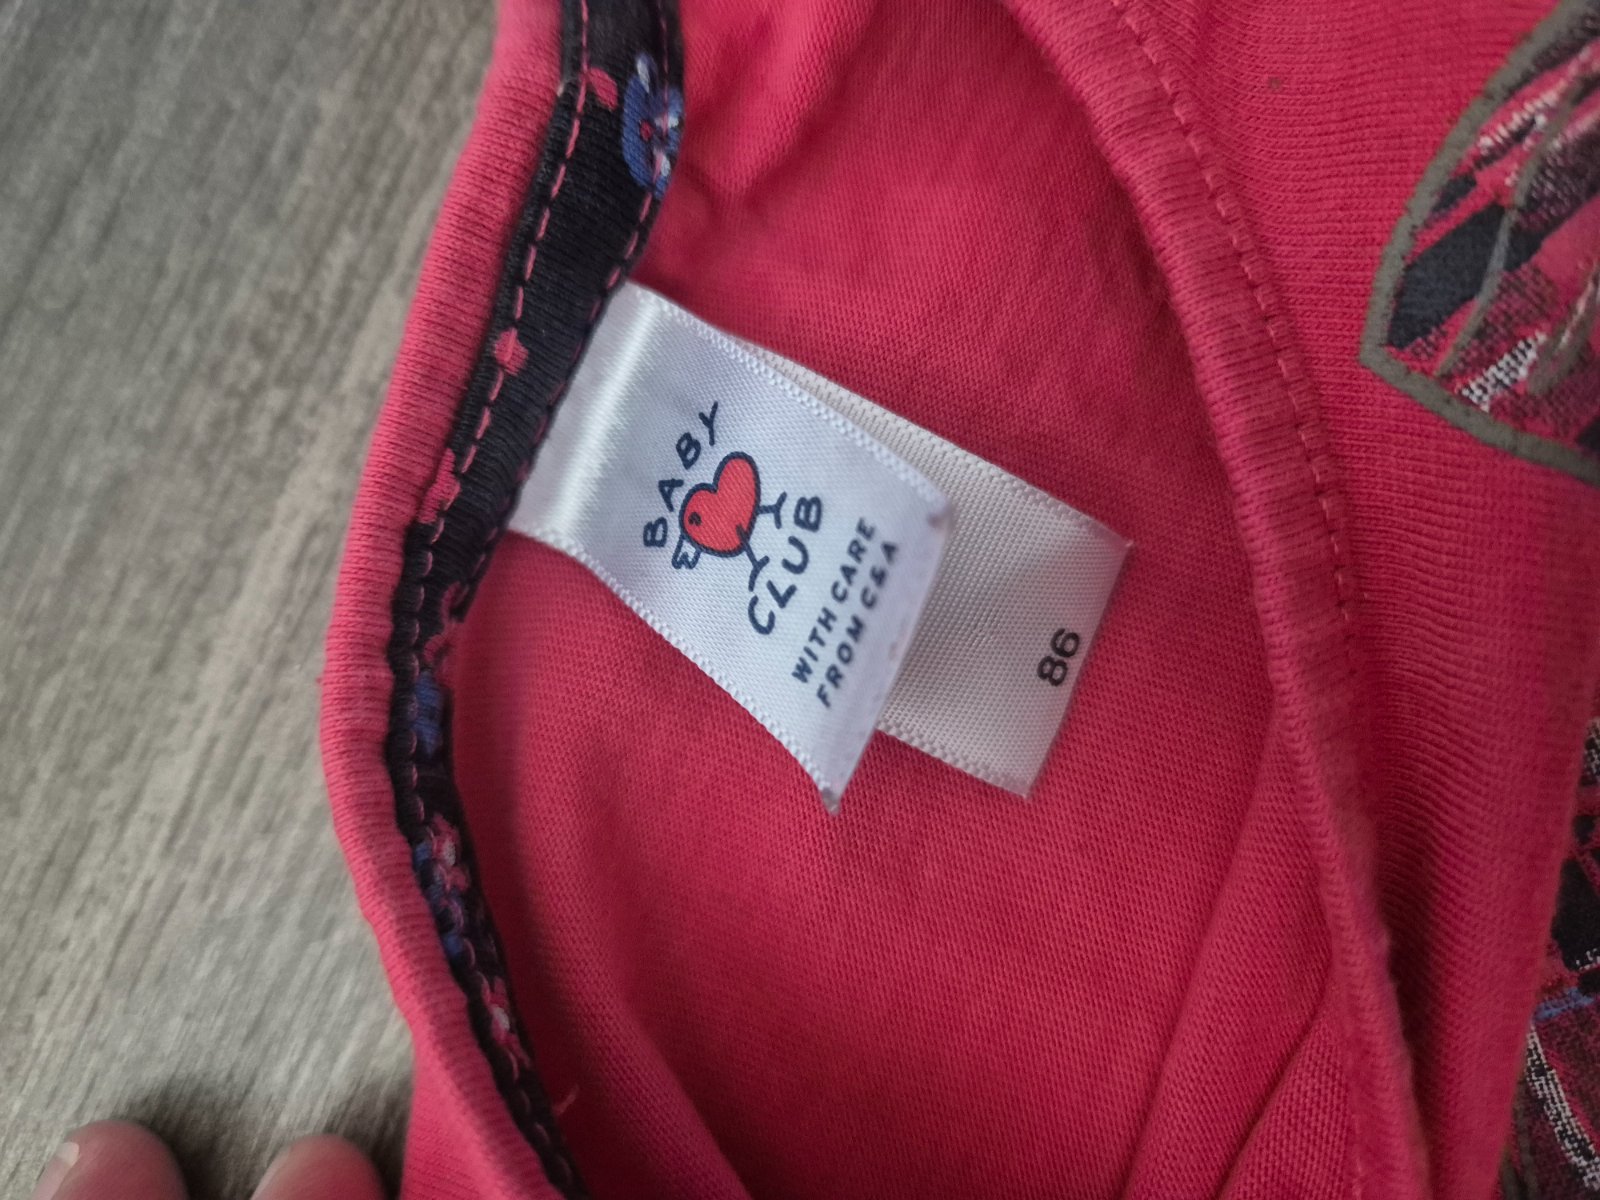 BABY
CLUB
WITH CARE
FROM C&A
86